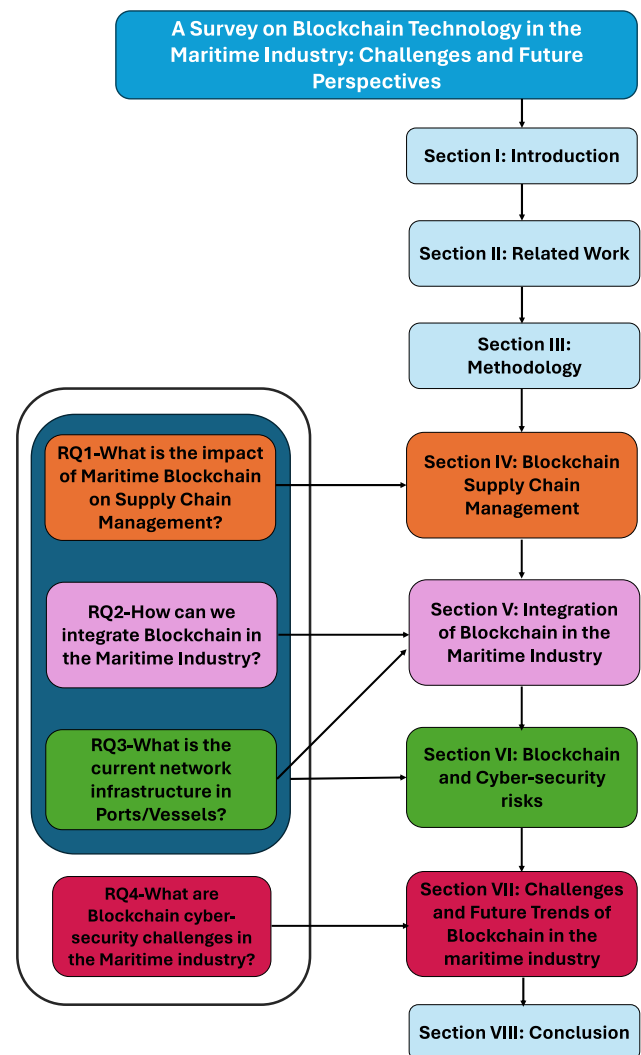 A Survey on Blockchain Technology in the
Maritime Industry: Challenges and Future
Perspectives
Section I: Introduction
Section II: Related Work
Section III:
Methodology
RQ1-What is the impact
of Maritime Blockchain
on Supply Chain
Management?
Section IV: Blockchain
Supply Chain
Management
RQ2-How can we
integrate Blockchain in
the Maritime Industry?
Section V: Integration
of Blockchain in the
Maritime Industry
RQ3-What is the
current network
infrastructure in
Ports/Vessels?
Section VI: Blockchain
and Cyber-security
risks
RQ4-What are
Blockchain cyber-
security challenges in
the Maritime industry?
Section VII: Challenges
and Future Trends of
Blockchain in the
maritime industry
Section VIII: Conclusion